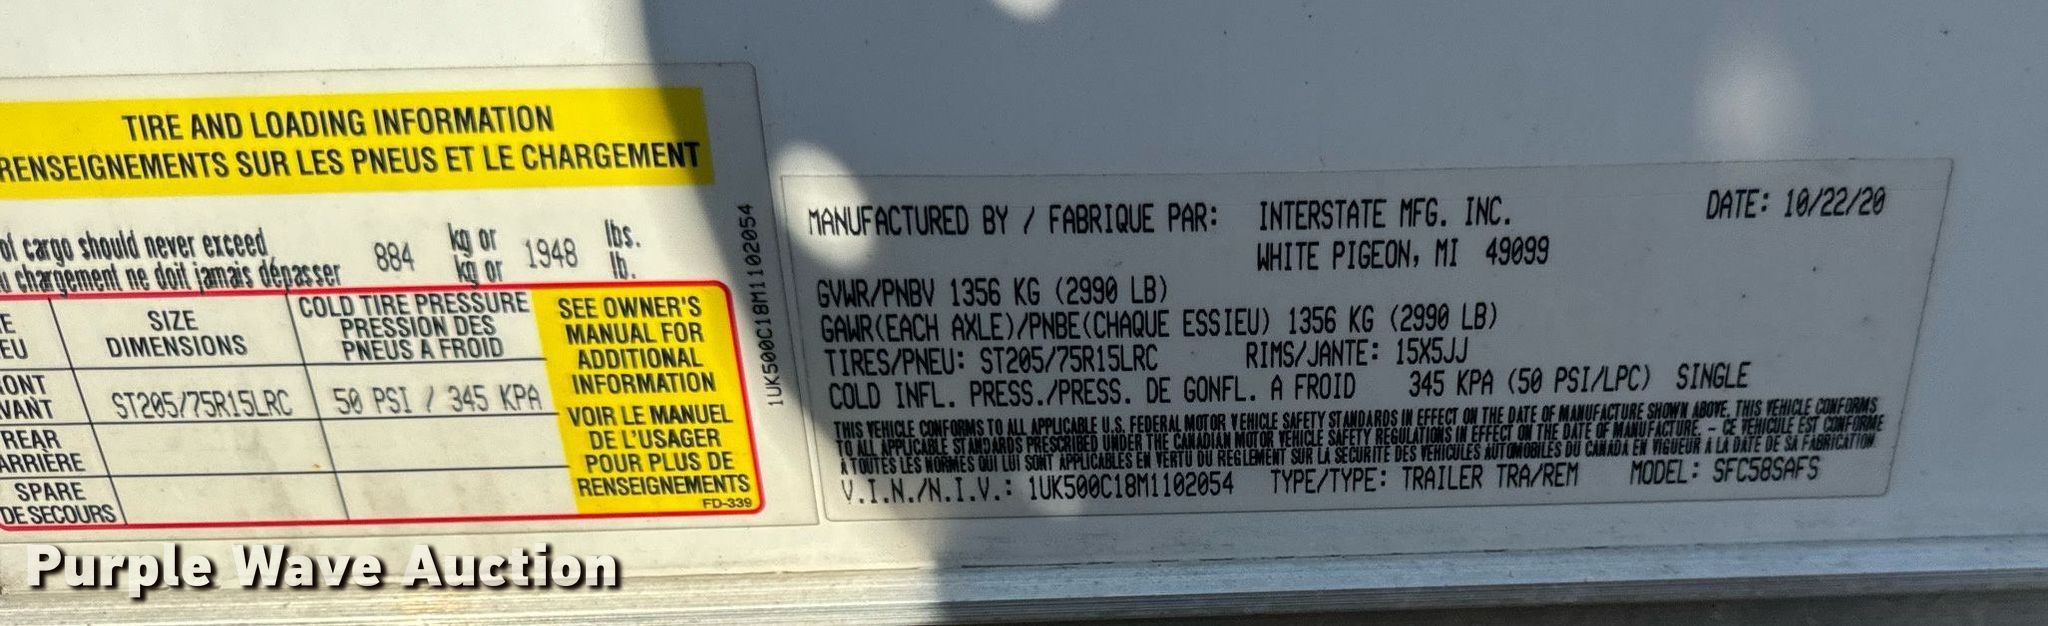 TIRE AND LOADING INFORMATION
RENSEIGNEMENTS SUR LES PNEUS ET LE CHARGEMENT
of cargo should never exceed 884 kg or 1948 lbs.
chargement ne doit jamais dépasser kg or lb.
SIZE
DIMENSIONS
COLD TIRE PRESSURE
PRESSION DES
PNEUS A FROID
ST205/75R15LRC 50 PSI / 345 KPA
REAR
SPARE
DE SECOURS
SEE OWNER'S
MANUAL FOR
ADDITIONAL
INFORMATION
VOIR LE MANUEL
DE L'USAGER
POUR PLUS DE
RENSEIGNEMENTS
FD-339
1UK500C18M1102054
MANUFACTURED BY / FABRIQUE PAR: INTERSTATE MFG. INC. DATE: 10/22/20
WHITE PIGEON, MI 49099
GVWR/PNBV 1356 KG (2990 LB)
GAWR(EACH AXLE)/PNBE(CHAQUE ESSIEU) 1356 KG (2990 LB)
TIRES/PNEU: ST205/75R15LRC RIMS/JANTE: 15X5JJ
COLD INFL. PRESS./PRESS. DE GONFL. A FROID 345 KPA (50 PSI/LPC) SINGLE
THIS VEHICLE CONFORMS TO ALL APPLICABLE U.S. FEDERAL MOTOR VEHICLE SAFETY STANDARDS IN EFFECT ON THE DATE OF MANUFACTURE SHOWN ABOVE. THIS VEHICLE CONFORMS
TO ALL APPLICABLE STANDARDS PRESCRIBED UNDER THE CANADIAN MOTOR VEHICLE SAFETY REGULATIONS IN EFFECT ON THE DATE OF MANUFACTURE. - CE VEHICULE EST CONFORME
A TOUTES LES NORMES QUI LUI SONT APPLICABLES EN VERTU DU REGLEMENT SUR LA SECURITE DES VEHICULES AUTOMOBILES DU CANADA EN VIGUEUR A LA DATE DE SA FABRICATION
V.I.N./N.I.V.: 1UK500C18M1102054 TYPE/TYPE: TRAILER TRA/REM MODEL: SFC58SAFS
Purple Wave Auction